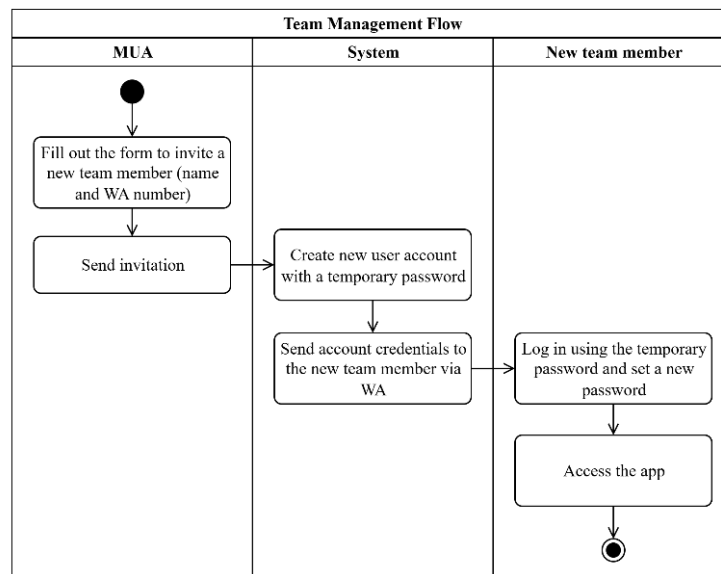 Team Management Flow
MUA
System
New team member
Fill out the form to invite a
new team member (name
and WA number)
Send invitation
Create new user account
with a temporary password
Send account credentials to
the new team member via
WA
Log in using the temporary
password and set a new
password
Access the app